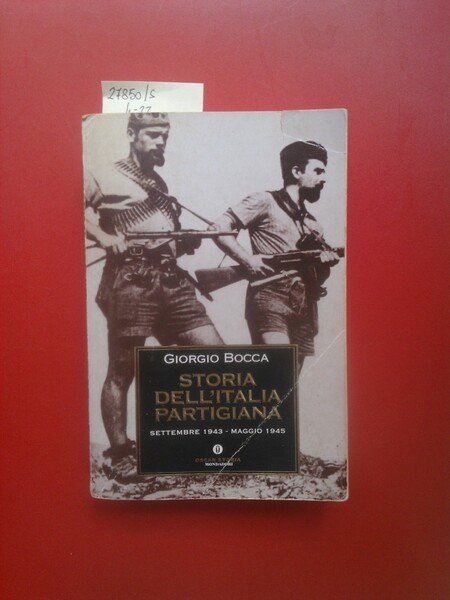 27850/s
GIORGIO BOCCA
STORIA
DELL'ITALIA
PARTIGIANA
SETTEMBRE 1943 - MAGGIO 1945
OSCAR STORIA
MONDADORI